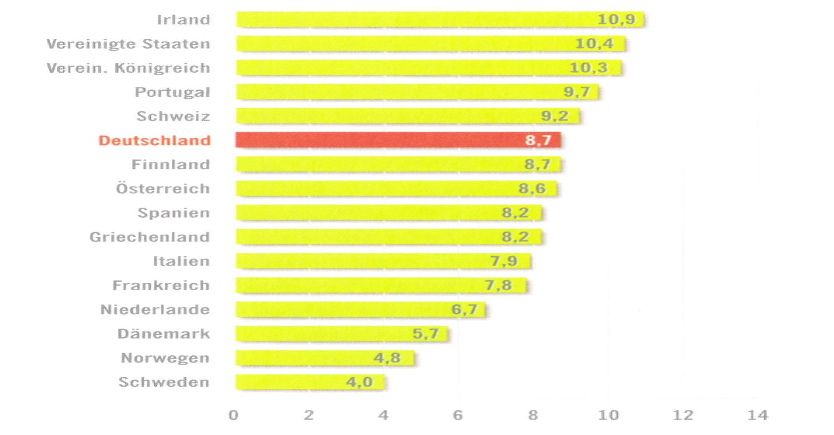 Irland 10,9
Vereinigte Staaten 10,4
Verein. Königreich 10,3
Portugal 9,7
Schweiz 9,2
Deutschland 8,7
Finnland 8,7
Österreich 8,6
Spanien 8,2
Griechenland 8,2
Italien 7,9
Frankreich 7,8
Niederlande 6,7
Dänemark 5,7
Norwegen 4,8
Schweden 4,0
0 2 4 6 8 10 12 14